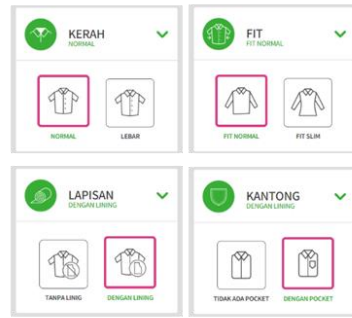 KERAH
NORMAL
NORMAL
LEBAR
FIT
FIT NORMAL
FIT NORMAL
FIT SLIM
LAPISAN
DENGAN LINING
TANPA LINIG
DENGAN LINING
KANTONG
DENGAN LINING
TIDAK ADA POCKET
DENGAN POCKET